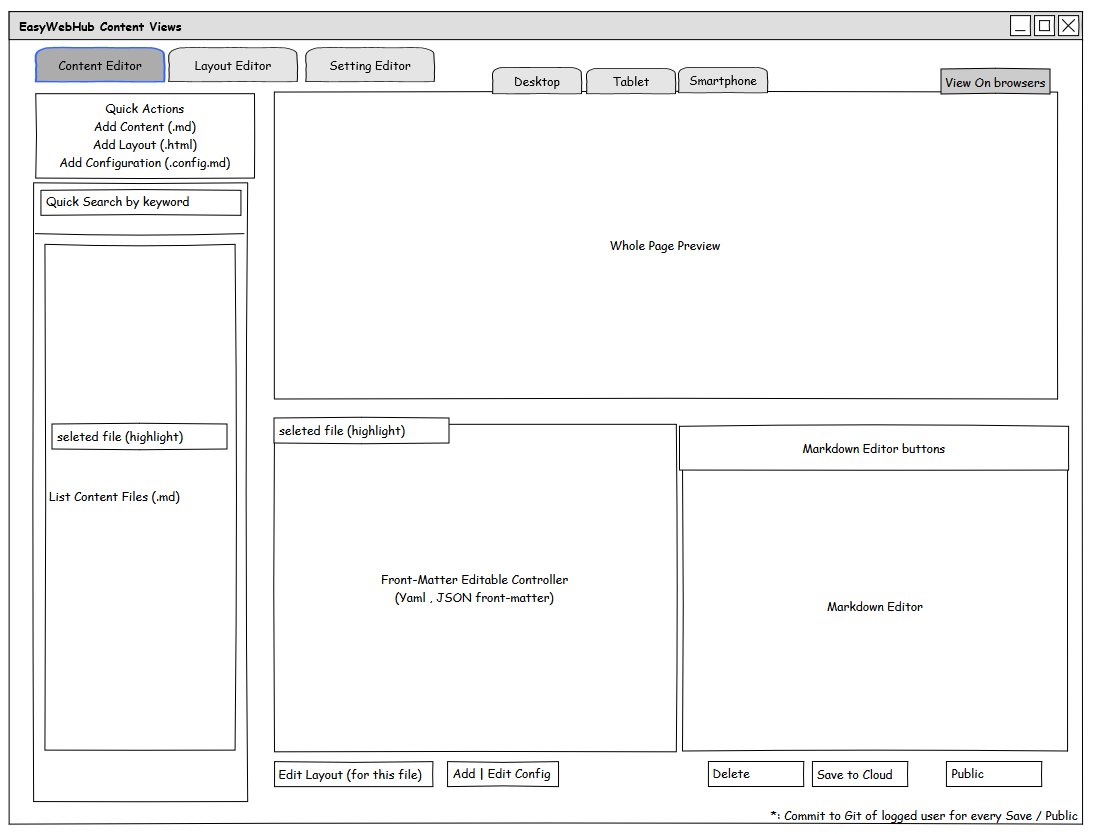 EasyWebHub Content Views
Content Editor
Layout Editor
Setting Editor
Desktop
Tablet
Smartphone
View On browsers
Quick Actions
Add Content (.md)
Add Layout (.html)
Add Configuration (.config.md)
Quick Search by keyword
Whole Page Preview
seleted file (highlight)
List Content Files (.md)
seleted file (highlight)
Markdown Editor buttons
Front-Matter Editable Controller
(Yaml , JSON front-matter)
Markdown Editor
Edit Layout (for this file)
Add | Edit Config
Delete
Save to Cloud
Public
*: Commit to Git of logged user for every Save / Public